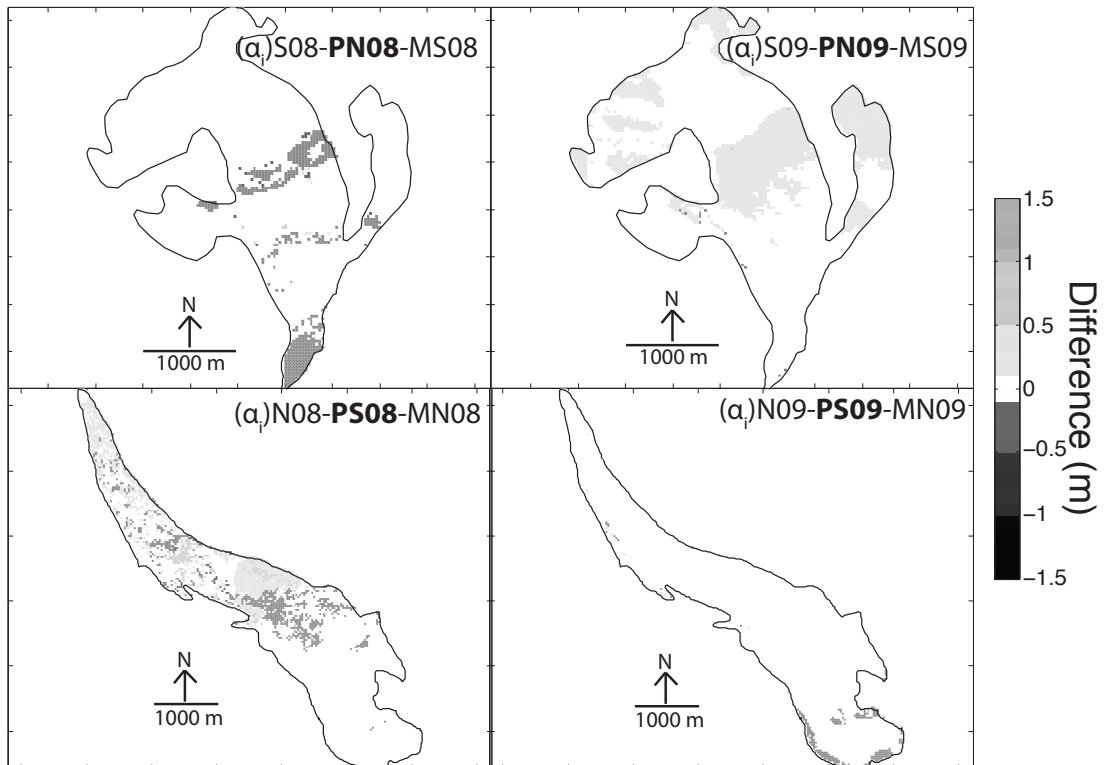 (αi)S08-PN08-MS08
(αi)S09-PN09-MS09
N
1000 m
N
1000 m
(αi)N08-PS08-MN08
(αi)N09-PS09-MN09
N
1000 m
N
1000 m
1.5
1
0.5
0
−0.5
−1
−1.5
Difference (m)